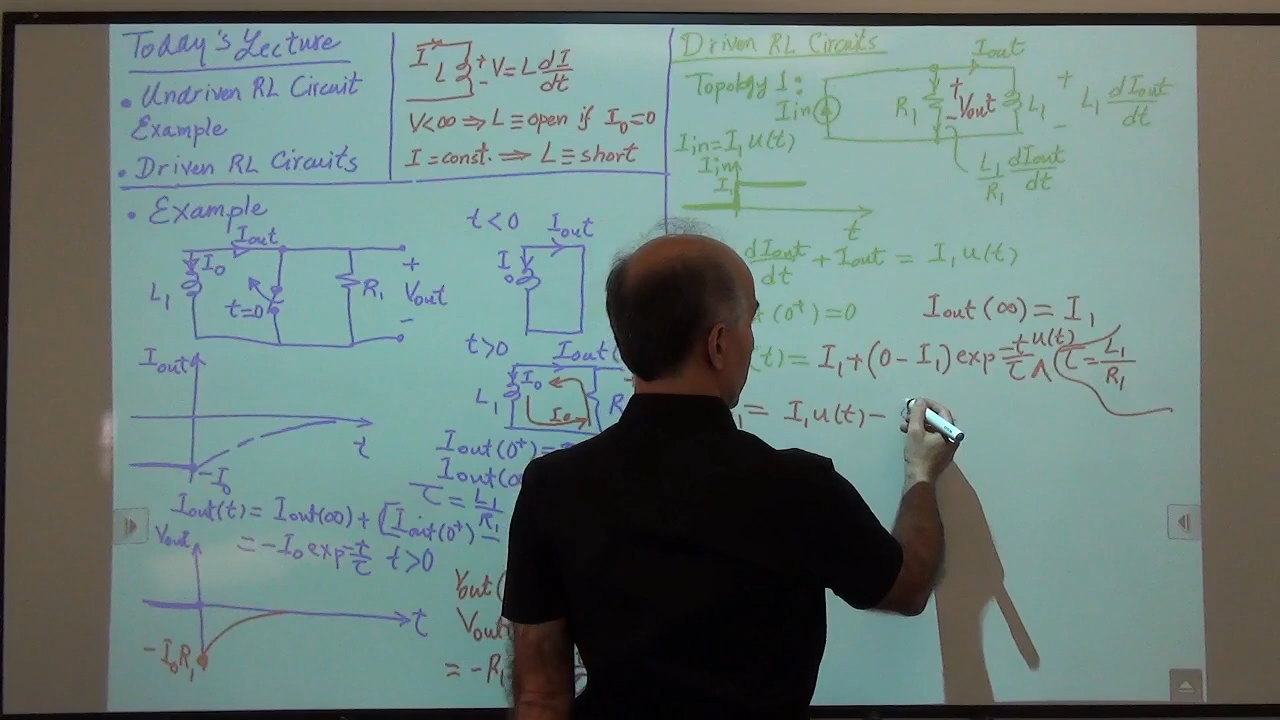 Today's Lecture
• Undriven RL Circuit
Example
• Driven RL Circuits
I L + - V = L dI/dt
V<∞ ⇒ L ≡ open if I₀=0
I = const. ⇒ L ≡ short
• Example
Iout
I₀
L₁
t=0
R₁
+
Vout
-
t<0 Iout
I₀
t>0 Iout
L₁ I₀
I₀
Iout
t
-I₀
Iout(0⁺)=
Iout(∞
τ = L₁/R₁
Iout(t) = Iout(∞) + [Iout(0⁺) -
= -I₀ exp -t/τ t>0
Vout
t
-I₀R₁
Vout(
Vout
= -R₁
Driven RL Circuits
Topology 1:
Iout
Iin R₁ + Vout - L₁ + - L₁ dIout/dt
L₁/R₁ dIout/dt
Iin = I₁u(t)
Iin
I₁
t
dIout/dt + Iout = I₁u(t)
(0⁺)=0
Iout(∞) = I₁
(t) = I₁+(0-I₁) exp -t/τ u(t) τ = L₁/R₁
= I₁u(t) -